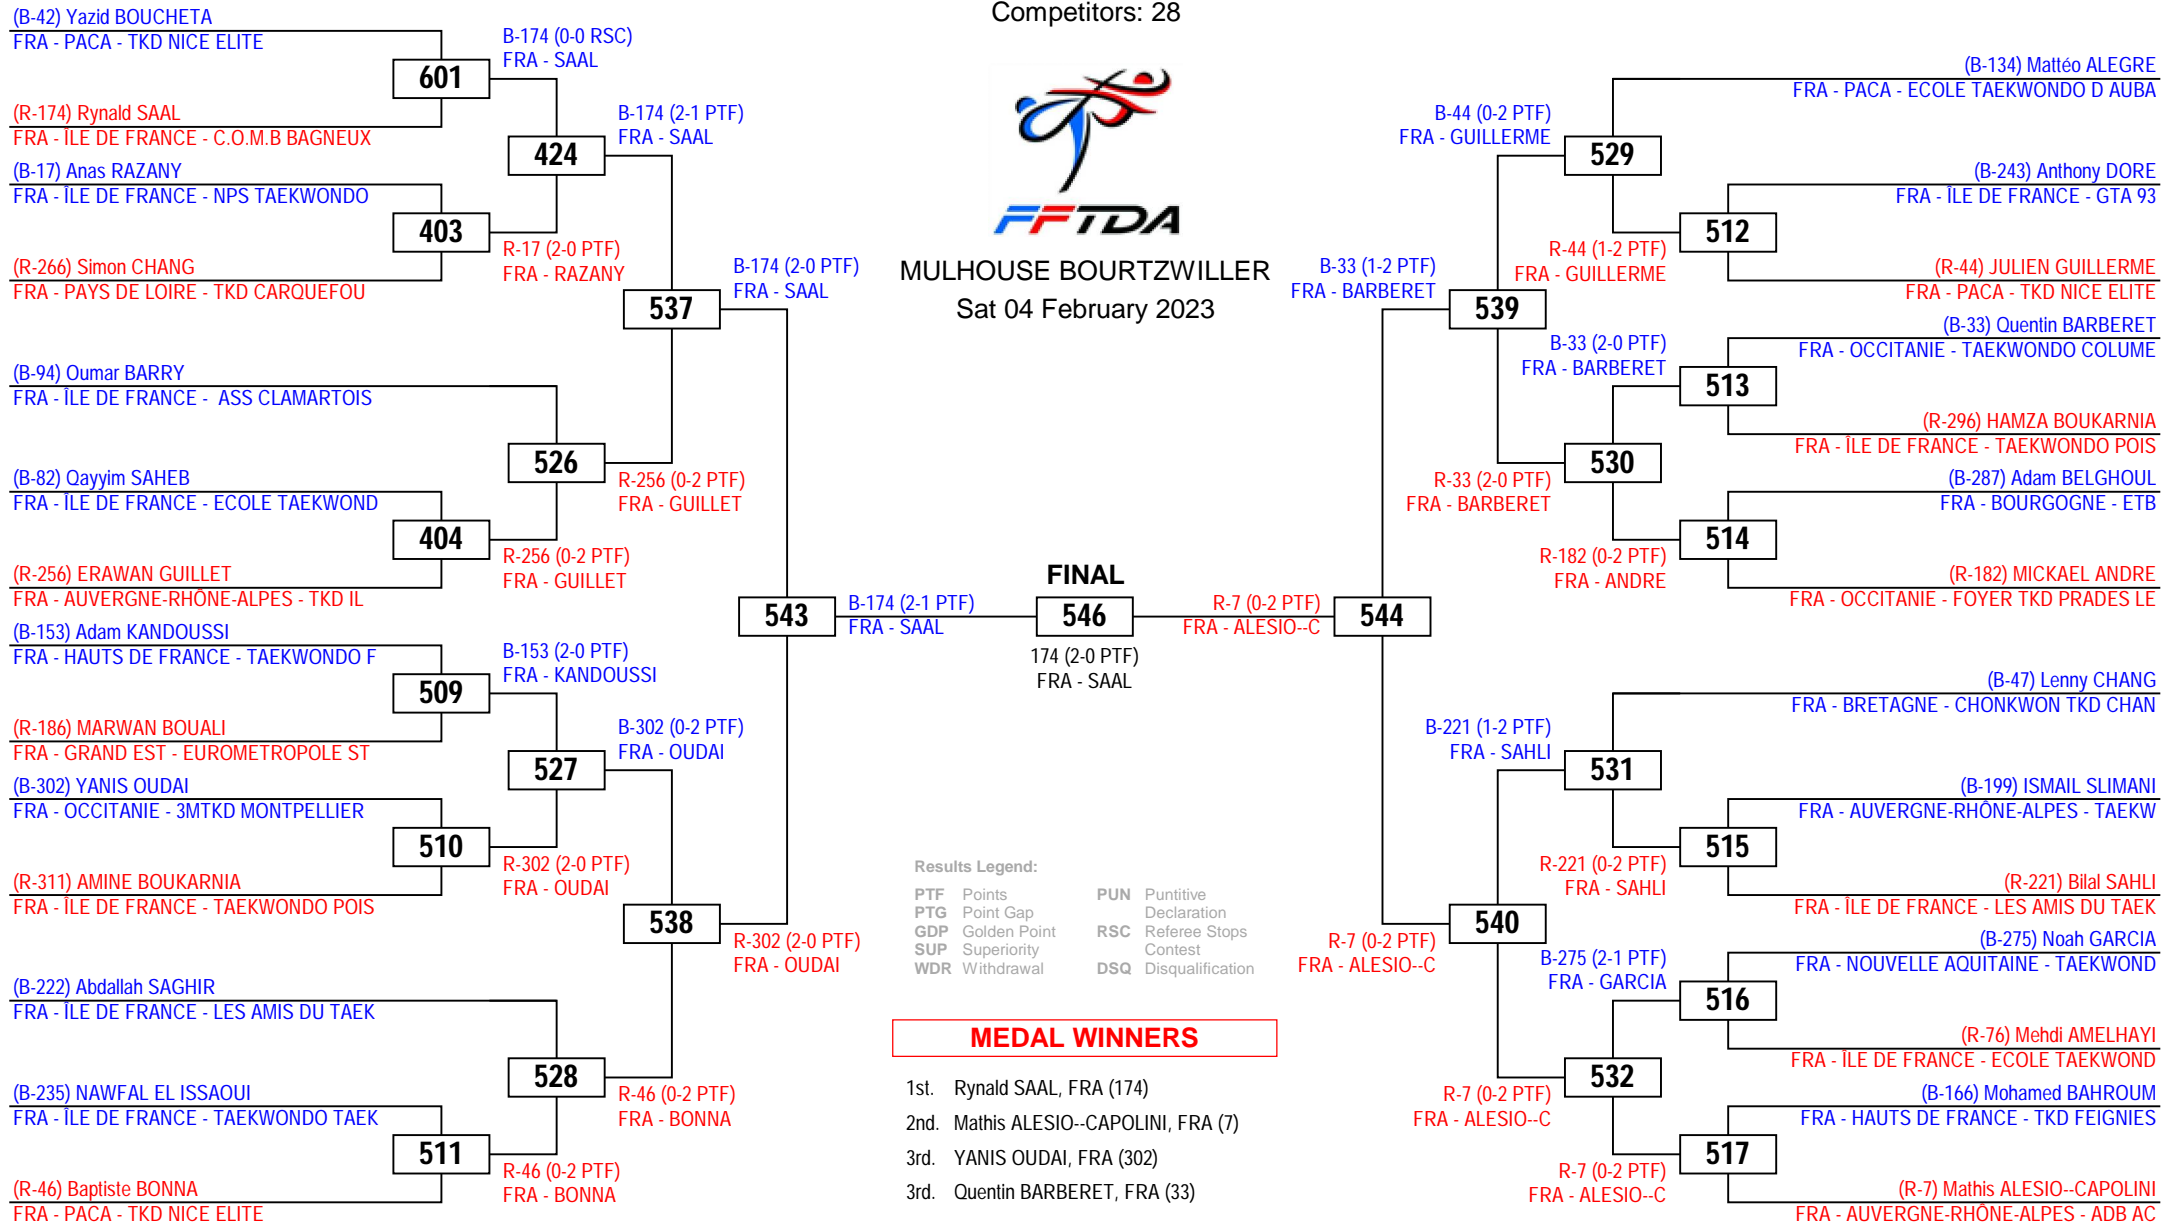 Competitors: 28
FFTDA
MULHOUSE BOURTZWILLER
Sat 04 February 2023
(B-42) Yazid BOUCHETA
FRA - PACA - TKD NICE ELITE
601
B-174 (0-0 RSC)
FRA - SAAL
(R-174) Rynald SAAL
FRA - ÎLE DE FRANCE - C.O.M.B BAGNEUX
424
B-174 (2-1 PTF)
FRA - SAAL
(B-17) Anas RAZANY
FRA - ÎLE DE FRANCE - NPS TAEKWONDO
403
R-17 (2-0 PTF)
FRA - RAZANY
(R-266) Simon CHANG
FRA - PAYS DE LOIRE - TKD CARQUEFOU
537
B-174 (2-0 PTF)
FRA - SAAL
(B-94) Oumar BARRY
FRA - ÎLE DE FRANCE - ASS CLAMARTOIS
526
R-256 (0-2 PTF)
FRA - GUILLET
(B-82) Qayyim SAHEB
FRA - ÎLE DE FRANCE - ECOLE TAEKWOND
404
R-256 (0-2 PTF)
FRA - GUILLET
(R-256) ERAWAN GUILLET
FRA - AUVERGNE-RHÔNE-ALPES - TKD IL
543
B-174 (2-1 PTF)
FRA - SAAL
(B-153) Adam KANDOUSSI
FRA - HAUTS DE FRANCE - TAEKWONDO F
509
B-153 (2-0 PTF)
FRA - KANDOUSSI
(R-186) MARWAN BOUALI
FRA - GRAND EST - EUROMETROPOLE ST
527
B-302 (0-2 PTF)
FRA - OUDAI
(B-302) YANIS OUDAI
FRA - OCCITANIE - 3MTKD MONTPELLIER
510
R-302 (2-0 PTF)
FRA - OUDAI
(R-311) AMINE BOUKARNIA
FRA - ÎLE DE FRANCE - TAEKWONDO POIS
538
R-302 (2-0 PTF)
FRA - OUDAI
(B-222) Abdallah SAGHIR
FRA - ÎLE DE FRANCE - LES AMIS DU TAEK
528
R-46 (0-2 PTF)
FRA - BONNA
(B-235) NAWFAL EL ISSAOUI
FRA - ÎLE DE FRANCE - TAEKWONDO TAEK
511
R-46 (0-2 PTF)
FRA - BONNA
(R-46) Baptiste BONNA
FRA - PACA - TKD NICE ELITE
FINAL
546
174 (2-0 PTF)
FRA - SAAL
(B-134) Mattéo ALEGRE
FRA - PACA - ECOLE TAEKWONDO D AUBA
B-44 (0-2 PTF)
FRA - GUILLERME
529
(B-243) Anthony DORE
FRA - ÎLE DE FRANCE - GTA 93
512
R-44 (1-2 PTF)
FRA - GUILLERME
(R-44) JULIEN GUILLERME
FRA - PACA - TKD NICE ELITE
B-33 (1-2 PTF)
FRA - BARBERET
539
(B-33) Quentin BARBERET
FRA - OCCITANIE - TAEKWONDO COLUME
B-33 (2-0 PTF)
FRA - BARBERET
513
(R-296) HAMZA BOUKARNIA
FRA - ÎLE DE FRANCE - TAEKWONDO POIS
R-33 (2-0 PTF)
FRA - BARBERET
530
(B-287) Adam BELGHOUL
FRA - BOURGOGNE - ETB
514
R-182 (0-2 PTF)
FRA - ANDRE
(R-182) MICKAEL ANDRE
FRA - OCCITANIE - FOYER TKD PRADES LE
R-7 (0-2 PTF)
FRA - ALESIO--C
544
(B-47) Lenny CHANG
FRA - BRETAGNE - CHONKWON TKD CHAN
B-221 (1-2 PTF)
FRA - SAHLI
531
(B-199) ISMAIL SLIMANI
FRA - AUVERGNE-RHÔNE-ALPES - TAEKW
515
R-221 (0-2 PTF)
FRA - SAHLI
(R-221) Bilal SAHLI
FRA - ÎLE DE FRANCE - LES AMIS DU TAEK
540
R-7 (0-2 PTF)
FRA - ALESIO--C
(B-275) Noah GARCIA
FRA - NOUVELLE AQUITAINE - TAEKWOND
B-275 (2-1 PTF)
FRA - GARCIA
516
(R-76) Mehdi AMELHAYI
FRA - ÎLE DE FRANCE - ECOLE TAEKWOND
532
R-7 (0-2 PTF)
FRA - ALESIO--C
(B-166) Mohamed BAHROUM
FRA - HAUTS DE FRANCE - TKD FEIGNIES
517
R-7 (0-2 PTF)
FRA - ALESIO--C
(R-7) Mathis ALESIO--CAPOLINI
FRA - AUVERGNE-RHÔNE-ALPES - ADB AC
Results Legend:
PTF Points
PTG Point Gap
GDP Golden Point
SUP Superiority
WDR Withdrawal
PUN Puntitive
Declaration
RSC Referee Stops
Contest
DSQ Disqualification
MEDAL WINNERS
1st. Rynald SAAL, FRA (174)
2nd. Mathis ALESIO--CAPOLINI, FRA (7)
3rd. YANIS OUDAI, FRA (302)
3rd. Quentin BARBERET, FRA (33)